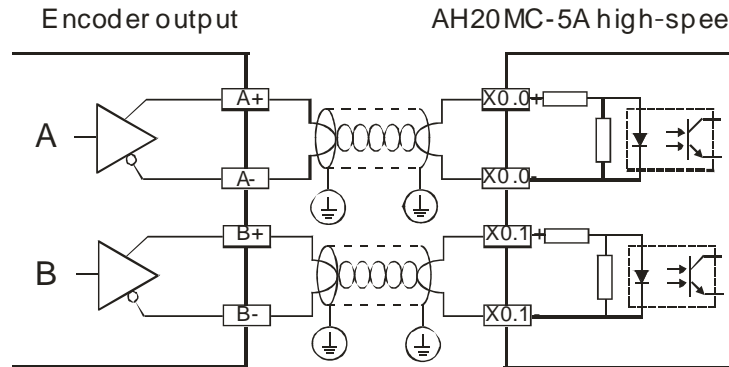 Encoder output
AH20MC-5A high-spee
A+
X0.0+
A
A-
X0.0-
B+
X0.1+
B
B-
X0.1-